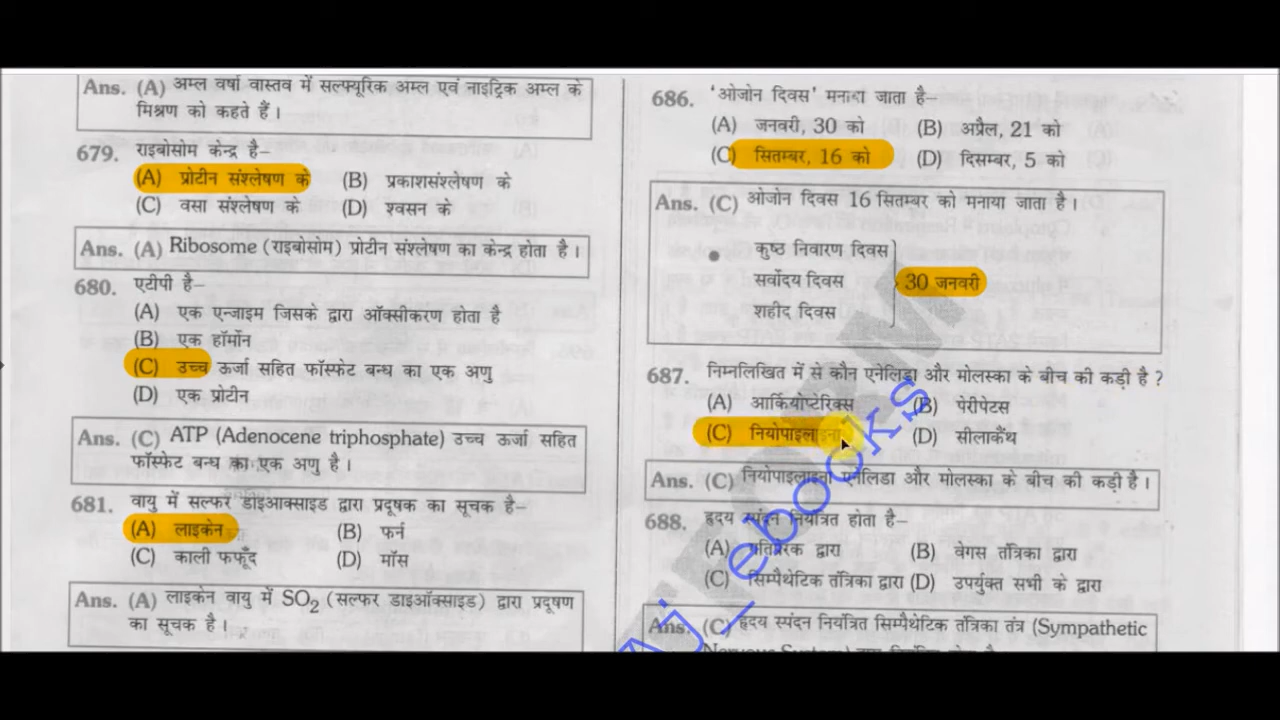 Ans. (A) अम्ल वर्षा वास्तव में सल्फ्यूरिक अम्ल एवं नाइट्रिक अम्ल के
मिश्रण को कहते हैं।
679. राइबोसोम केन्द्र है–
(A) प्रोटीन संश्लेषण के (B) प्रकाशसंश्लेषण के
(C) वसा संश्लेषण के (D) श्वसन के
Ans. (A) Ribosome (राइबोसोम) प्रोटीन संश्लेषण का केन्द्र होता है।
680. एटीपी है–
(A) एक एन्जाइम जिसके द्वारा ऑक्सीकरण होता है
(B) एक हॉर्मोन
(C) उच्च ऊर्जा सहित फॉस्फेट बन्ध का एक अणु
(D) एक प्रोटीन
Ans. (C) ATP (Adenocene triphosphate) उच्च ऊर्जा सहित
फॉस्फेट बन्ध का एक अणु है।
681. वायु में सल्फर डाइआक्साइड द्वारा प्रदूषक का सूचक है–
(A) लाइकेन (B) फर्न
(C) काली फफूँद (D) मॉस
Ans. (A) लाइकेन वायु में SO2 (सल्फर डाइऑक्साइड) द्वारा प्रदूषण
का सूचक है।
686. 'ओजोन दिवस' मनाया जाता है–
(A) जनवरी, 30 को (B) अप्रैल, 21 को
(C) सितम्बर, 16 को (D) दिसम्बर, 5 को
Ans. (C) ओजोन दिवस 16 सितम्बर को मनाया जाता है।
• कुष्ठ निवारण दिवस
सर्वोदय दिवस 30 जनवरी
शहीद दिवस
687. निम्नलिखित में से कौन एनेलिडा और मोलस्का के बीच की कड़ी है ?
(A) आर्कियोप्टेरिक्स (B) पेरीपेटस
(C) नियोपाइलाइना (D) सीलाकैंथ
Ans. (C) नियोपाइलाइना एनेलिडा और मोलस्का के बीच की कड़ी है।
688. हृदय स्पंदन नियंत्रित होता है–
(A) द्वारा (B) वेगस तंत्रिका द्वारा
(C) सिम्पैथेटिक तंत्रिका द्वारा (D) उपर्युक्त सभी के द्वारा
Ans. (C) हृदय स्पंदन नियंत्रित सिम्पैथेटिक तंत्रिका तंत्र (Sympathetic
Aj_ebooks